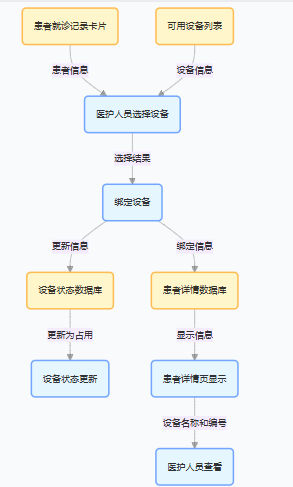 患者就诊记录卡片
可用设备列表
患者信息
设备信息
医护人员选择设备
选择结果
绑定设备
更新信息
绑定信息
设备状态数据库
患者详情数据库
更新为占用
显示信息
设备状态更新
患者详情页显示
设备名称和编号
医护人员查看